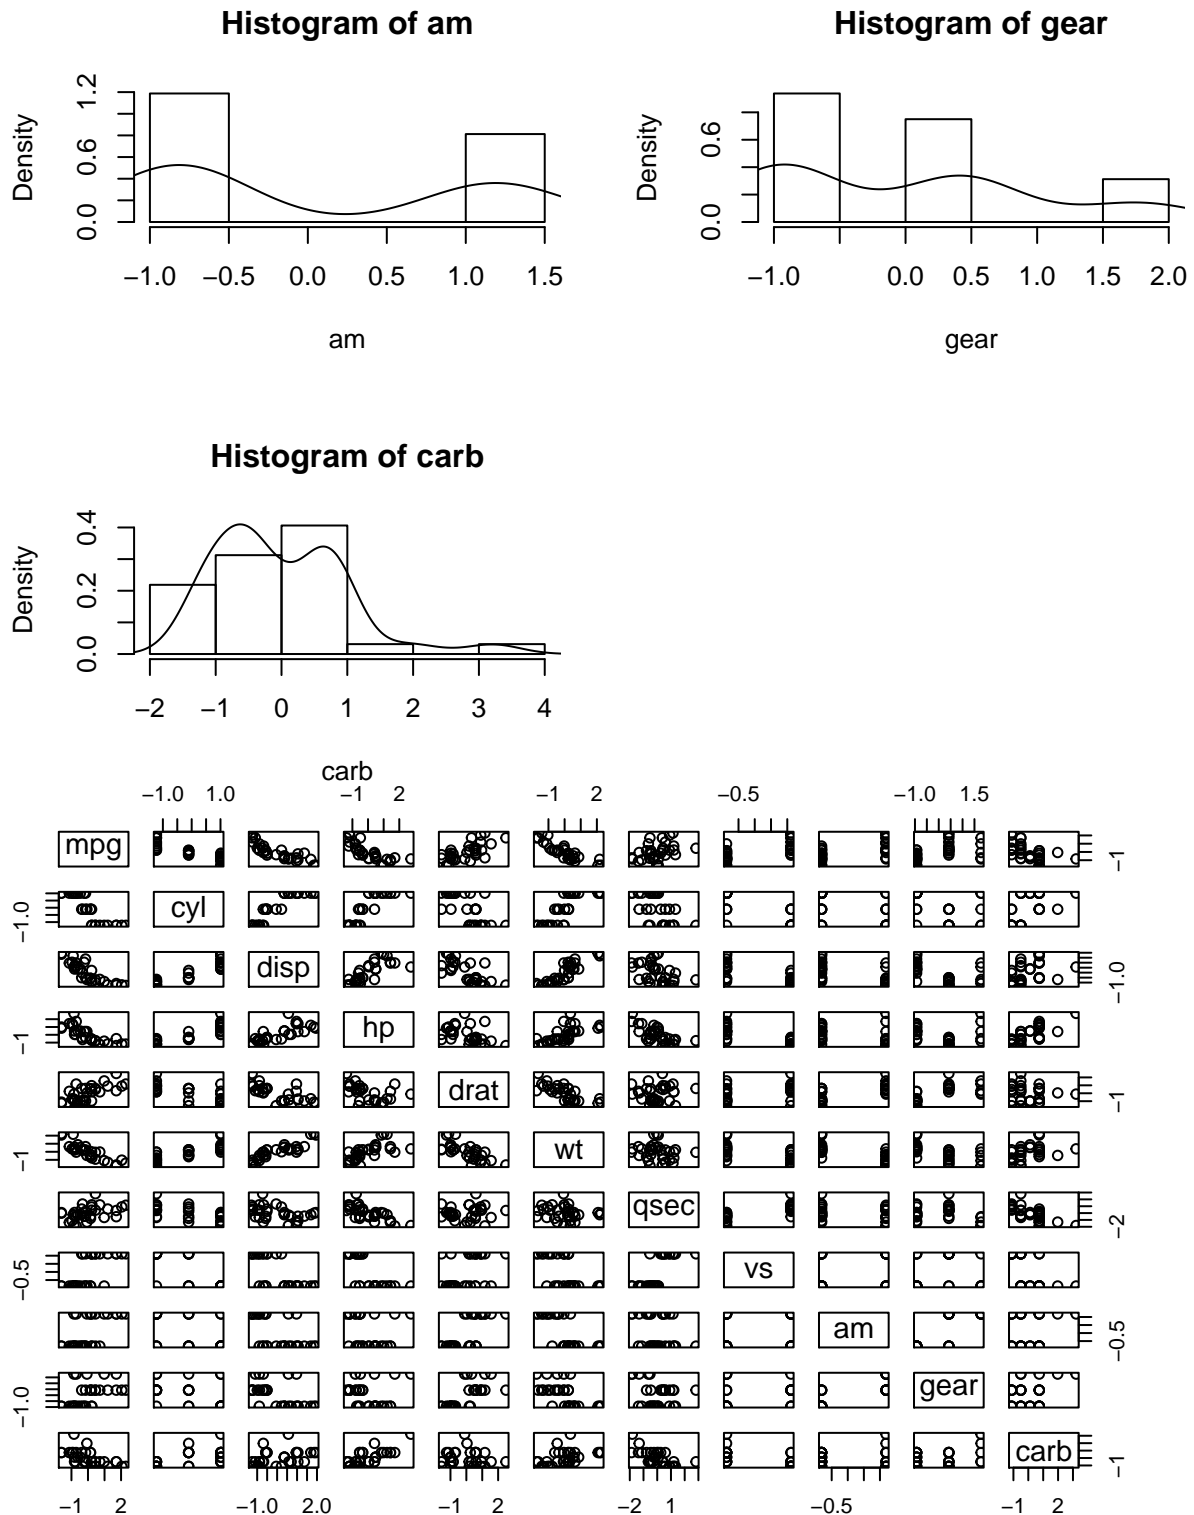 Histogram of am
Density
0.0 0.6 1.2
−1.0 −0.5 0.0 0.5 1.0 1.5
am
Histogram of gear
Density
0.0 0.6
−1.0 0.0 0.5 1.0 1.5 2.0
gear
Histogram of carb
Density
0.0 0.2 0.4
−2 −1 0 1 2 3 4
carb
−1.0 1.0 −1 2 −1 2 −0.5 −1.0 1.5
mpg −1
−1.0 cyl
disp −1.0
−1 hp
drat −1
−1 wt
qsec −2
−0.5 vs
am −0.5
−1.0 gear
carb −1
−1 2 −1.0 2.0 −1 2 −2 1 −0.5 −1 2